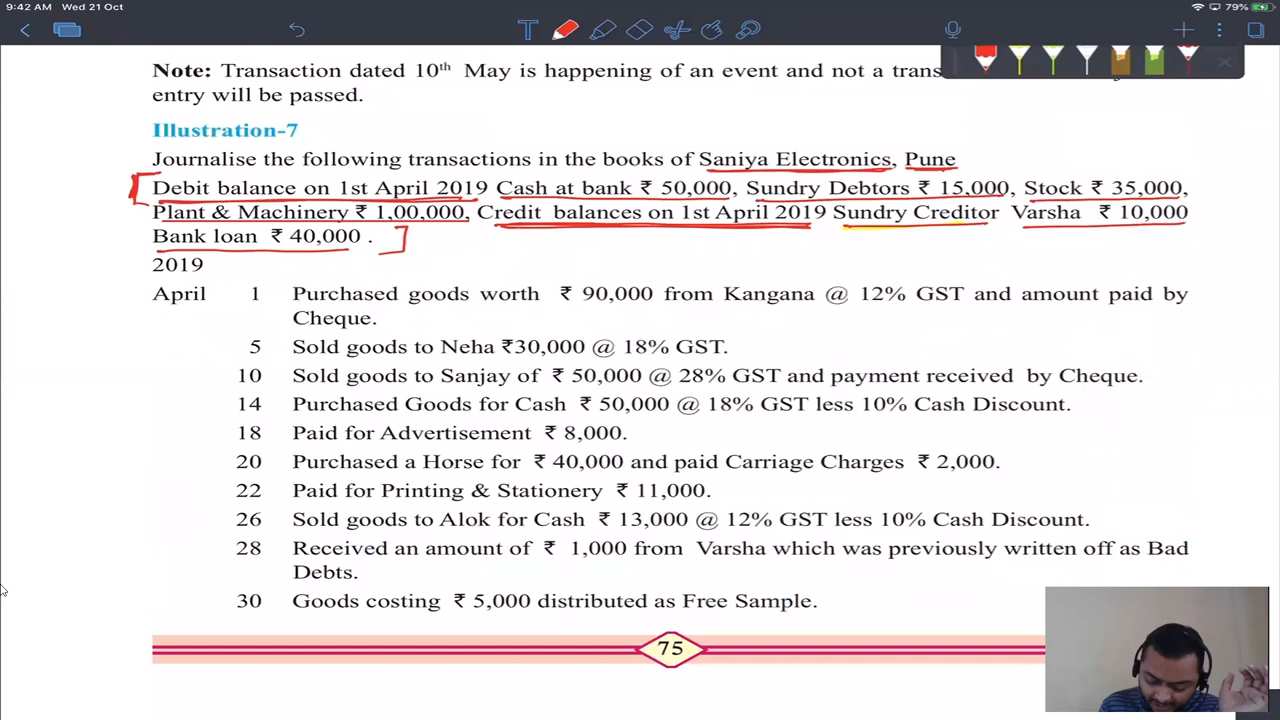 9:42 AM Wed 21 Oct
79%
Note: Transaction dated 10th May is happening of an event and not a trans
entry will be passed.
Illustration-7
Journalise the following transactions in the books of Saniya Electronics, Pune
Debit balance on 1st April 2019 Cash at bank ₹ 50,000, Sundry Debtors ₹ 15,000, Stock ₹ 35,000,
Plant & Machinery ₹ 1,00,000, Credit balances on 1st April 2019 Sundry Creditor Varsha ₹ 10,000
Bank loan ₹ 40,000 .
2019
April 1 Purchased goods worth ₹ 90,000 from Kangana @ 12% GST and amount paid by
Cheque.
5 Sold goods to Neha ₹30,000 @ 18% GST.
10 Sold goods to Sanjay of ₹ 50,000 @ 28% GST and payment received by Cheque.
14 Purchased Goods for Cash ₹ 50,000 @ 18% GST less 10% Cash Discount.
18 Paid for Advertisement ₹ 8,000.
20 Purchased a Horse for ₹ 40,000 and paid Carriage Charges ₹ 2,000.
22 Paid for Printing & Stationery ₹ 11,000.
26 Sold goods to Alok for Cash ₹ 13,000 @ 12% GST less 10% Cash Discount.
28 Received an amount of ₹ 1,000 from Varsha which was previously written off as Bad
Debts.
30 Goods costing ₹ 5,000 distributed as Free Sample.
75